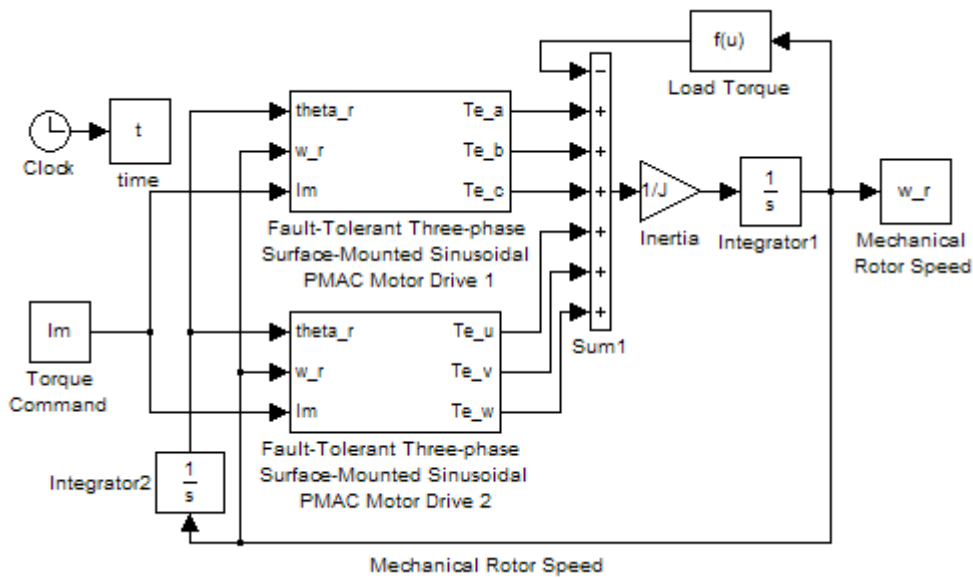 f(u)
Load Torque
−
Clock
t
time
theta_r
w_r
Im
Te_a
Te_b
Te_c
Fault-Tolerant Three-phase
Surface-Mounted Sinusoidal
PMAC Motor Drive 1
+
+
+
+
+
+
Sum1
1/J
Inertia
1
s
Integrator1
w_r
Mechanical
Rotor Speed
Im
Torque
Command
theta_r
w_r
Im
Te_u
Te_v
Te_w
Fault-Tolerant Three-phase
Surface-Mounted Sinusoidal
PMAC Motor Drive 2
Integrator2
1
s
Mechanical Rotor Speed